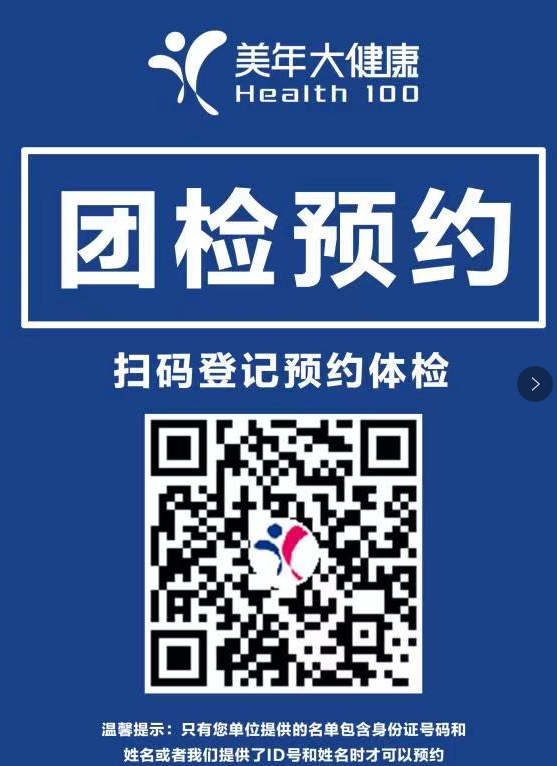 美年大健康
Health 100
团检预约
扫码登记预约体检
温馨提示：只有您单位提供的名单包含身份证号码和
姓名或者我们提供了ID号和姓名时才可以预约